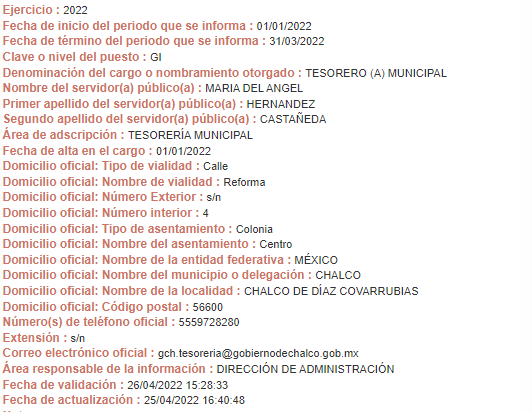 Ejercicio : 2022
Fecha de inicio del periodo que se informa : 01/01/2022
Fecha de término del periodo que se informa : 31/03/2022
Clave o nivel del puesto : GI
Denominación del cargo o nombramiento otorgado : TESORERO (A) MUNICIPAL
Nombre del servidor(a) público(a) : MARIA DEL ANGEL
Primer apellido del servidor(a) público(a) : HERNANDEZ
Segundo apellido del servidor(a) público(a) : CASTAÑEDA
Área de adscripción : TESORERÍA MUNICIPAL
Fecha de alta en el cargo : 01/01/2022
Domicilio oficial: Tipo de vialidad : Calle
Domicilio oficial: Nombre de vialidad : Reforma
Domicilio oficial: Número Exterior : s/n
Domicilio oficial: Número interior : 4
Domicilio oficial: Tipo de asentamiento : Colonia
Domicilio oficial: Nombre del asentamiento : Centro
Domicilio oficial: Nombre de la entidad federativa : MÉXICO
Domicilio oficial: Nombre del municipio o delegación : CHALCO
Domicilio oficial: Nombre de la localidad : CHALCO DE DÍAZ COVARRUBIAS
Domicilio oficial: Código postal : 56600
Número(s) de teléfono oficial : 5559728280
Extensión : s/n
Correo electrónico oficial : gch.tesoreria@gobiernodechalco.gob.mx
Área responsable de la información : DIRECCIÓN DE ADMINISTRACIÓN
Fecha de validación : 26/04/2022 15:28:33
Fecha de actualización : 25/04/2022 16:40:48